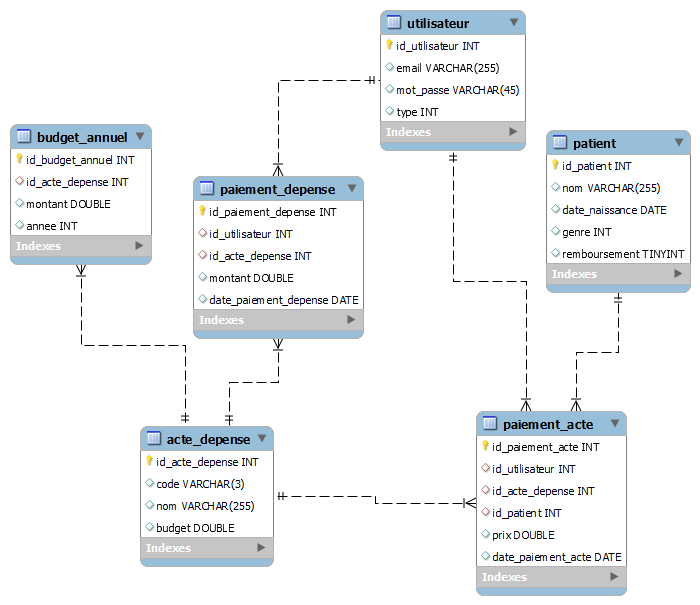 utilisateur
id_utilisateur INT
email VARCHAR(255)
mot_passe VARCHAR(45)
type INT
Indexes
budget_annuel
id_budget_annuel INT
id_acte_depense INT
montant DOUBLE
annee INT
Indexes
paiement_depense
id_paiement_depense INT
id_utilisateur INT
id_acte_depense INT
montant DOUBLE
date_paiement_depense DATE
Indexes
patient
id_patient INT
nom VARCHAR(255)
date_naissance DATE
genre INT
remboursement TINYINT
Indexes
acte_depense
id_acte_depense INT
code VARCHAR(3)
nom VARCHAR(255)
budget DOUBLE
Indexes
paiement_acte
id_paiement_acte INT
id_utilisateur INT
id_acte_depense INT
id_patient INT
prix DOUBLE
date_paiement_acte DATE
Indexes